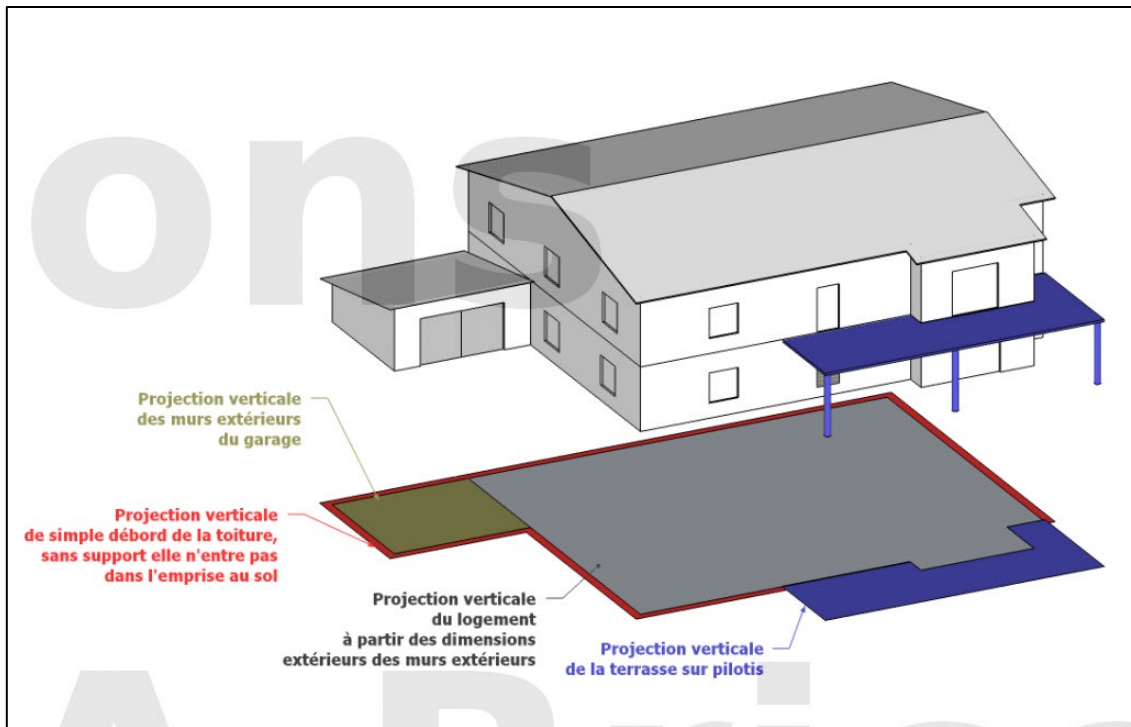 ons
Projection verticale
des murs extérieurs
du garage
Projection verticale
de simple débord de la toiture,
sans support elle n'entre pas
dans l'emprise au sol
Projection verticale
du logement
à partir des dimensions
extérieurs des murs extérieurs
Projection verticale
de la terrasse sur pilotis